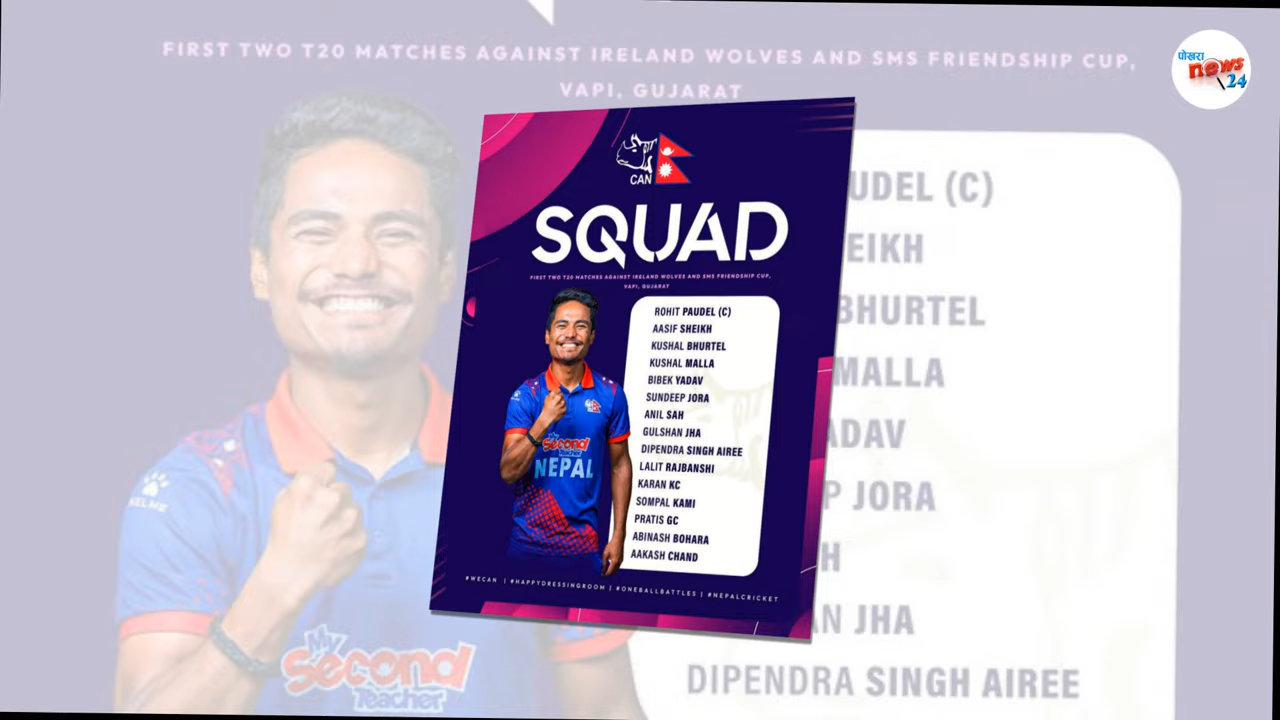 FIRST TWO T20 MATCHES AGAINST IRELAND WOLVES AND SMS FRIENDSHIP CUP,
VAPI, GUJARAT
पोखरा
news
24
CAN
SQUAD
FIRST TWO T20 MATCHES AGAINST IRELAND WOLVES AND SMS FRIENDSHIP CUP,
VAPI, GUJARAT
ROHIT PAUDEL (C)
AASIF SHEIKH
KUSHAL BHURTEL
KUSHAL MALLA
BIBEK YADAV
SUNDEEP JORA
ANIL SAH
GULSHAN JHA
DIPENDRA SINGH AIREE
LALIT RAJBANSHI
KARAN KC
SOMPAL KAMI
PRATIS GC
ABINASH BOHARA
AAKASH CHAND
My Second
Teacher
NEPAL
#WECAN | #HAPPYDRESSINGROOM | #ONEBALLBATTLES | #NEPALCRICKET
UDEL (C)
EIKH
BHURTEL
MALLA
ADAV
P JORA
H
AN JHA
DIPENDRA SINGH AIREE
KELME
My
Second
Teacher